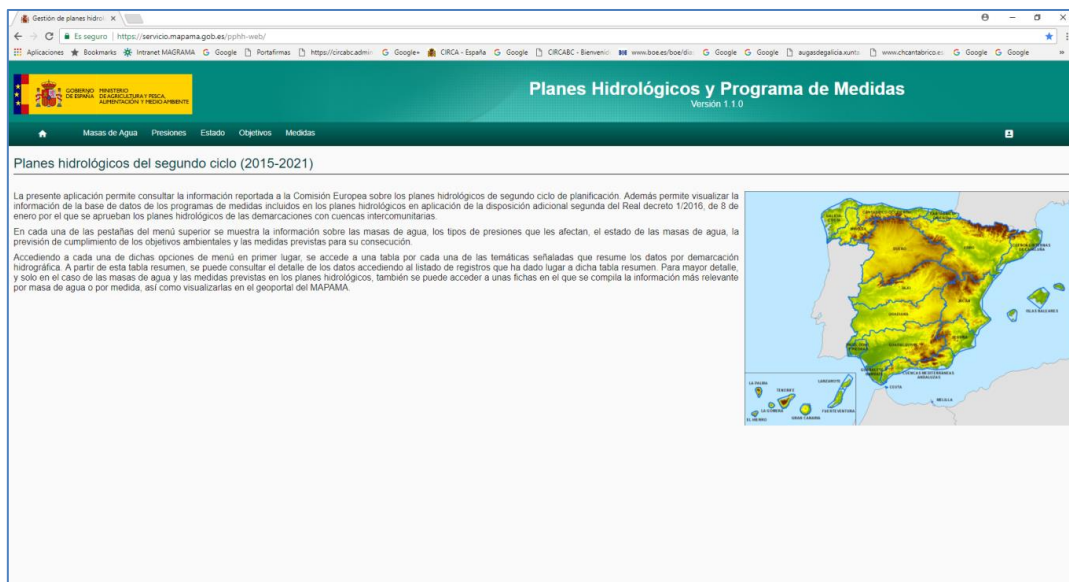 Gestión de planes hidrol
Es seguro | https://servicio.mapama.gob.es/pphh-web/
Aplicaciones Bookmarks Intranet MAGRAMA Google Portafirmas https://circabc.admin Google+ CIRCA - España Google CIRCABC - Bienvenid www.boe.es/boe/dia Google Google augasdegalicia.xunta www.chcantabrico.es Google Google
GOBIERNO DE ESPAÑA
MINISTERIO DE AGRICULTURA Y PESCA, ALIMENTACIÓN Y MEDIO AMBIENTE
Planes Hidrológicos y Programa de Medidas
Versión 1.1.0
Masas de Agua Presiones Estado Objetivos Medidas
Planes hidrológicos del segundo ciclo (2015-2021)
La presente aplicación permite consultar la información reportada a la Comisión Europea sobre los planes hidrológicos de segundo ciclo de planificación. Además permite visualizar la
información de la base de datos de los programas de medidas incluidos en los planes hidrológicos en aplicación de la disposición adicional segunda del Real decreto 1/2016, de 8 de
enero por el que se aprueban los planes hidrológicos de las demarcaciones con cuencas intercomunitarias.
En cada una de las pestañas del menú superior se muestra la información sobre las masas de agua, los tipos de presiones que les afectan, el estado de las masas de agua, la
previsión de cumplimiento de los objetivos ambientales y las medidas previstas para su consecución.
Accediendo a cada una de dichas opciones de menú en primer lugar, se accede a una tabla por cada una de las temáticas señaladas que resume los datos por demarcación
hidrográfica. A partir de esta tabla resumen, se puede consultar el detalle de los datos accediendo al listado de registros que ha dado lugar a dicha tabla resumen. Para mayor detalle,
y solo en el caso de las masas de agua y las medidas previstas en los planes hidrológicos, también se puede acceder a unas fichas en el que se compila la información más relevante
por masa de agua o por medida, así como visualizarlas en el geoportal del MAPAMA.
ISLAS BALEARES
CUENCAS MEDITERRANEAS
ANDALUZAS
CEUTA
MELILLA
LA PALMA
TENERIFE
LANZAROTE
LA GOMERA
EL HIERRO
GRAN CANARIA
FUERTEVENTURA